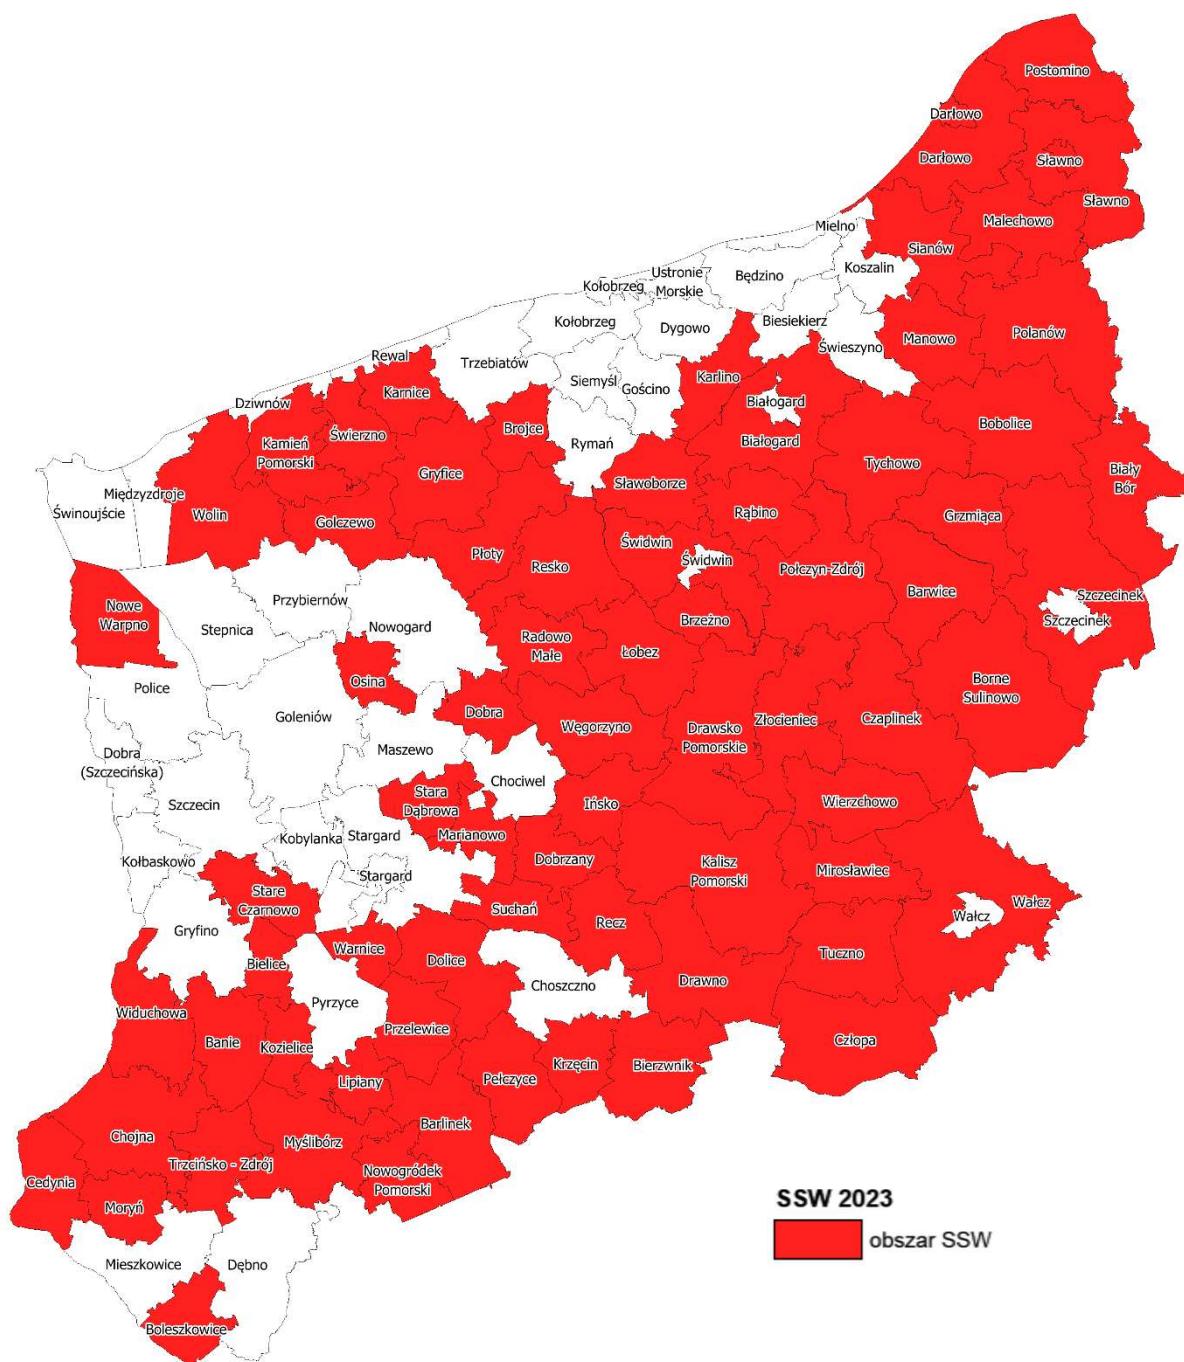 Postomino
Darłowo
Darłowo
Sławno
Sławno
Malechowo
Mielno
Sianów
Koszalin
Ustronie
Morskie
Będzino
Kołobrzeg
Kołobrzeg
Dygowo
Biesiekierz
Świeszyno
Manowo
Polanów
Rewal
Trzebiatów
Siemyśl
Gościno
Karlino
Białogard
Białogard
Dziwnów
Karnice
Kamień
Pomorski
Świerzno
Brojce
Rymań
Bobolice
Tychowo
Biały
Bór
Gryfice
Sławoborze
Rąbino
Grzmiąca
Międzyzdroje
Świnoujście
Wolin
Golczewo
Płoty
Resko
Świdwin
Świdwin
Połczyn-Zdrój
Barwice
Szczecinek
Szczecinek
Nowe
Warpno
Stepnica
Przybiernów
Nowogard
Radowo
Małe
Łobez
Brzeżno
Police
Osina
Goleniów
Dobra
Węgorzyno
Drawsko
Pomorskie
Złocieniec
Czaplinek
Borne
Sulinowo
Dobra
(Szczecińska)
Maszewo
Chociwel
Szczecin
Stara
Dąbrowa
Ińsko
Wierzchowo
Kobylanka
Stargard
Marianowo
Kołbaskowo
Stargard
Dobrzany
Kalisz
Pomorski
Mirosławiec
Stare
Czarnowo
Suchań
Recz
Wałcz
Wałcz
Gryfino
Bielice
Warnice
Dolice
Tuczno
Pyrzyce
Choszczno
Drawno
Widuchowa
Banie
Kozielice
Przelewice
Człopa
Lipiany
Pełczyce
Krzęcin
Bierzwnik
Chojna
Myślibórz
Barlinek
Trzcińsko - Zdrój
Cedynia
Moryń
Nowogródek
Pomorski
Mieszkowice
Dębno
Boleszkowice
SSW 2023
obszar SSW